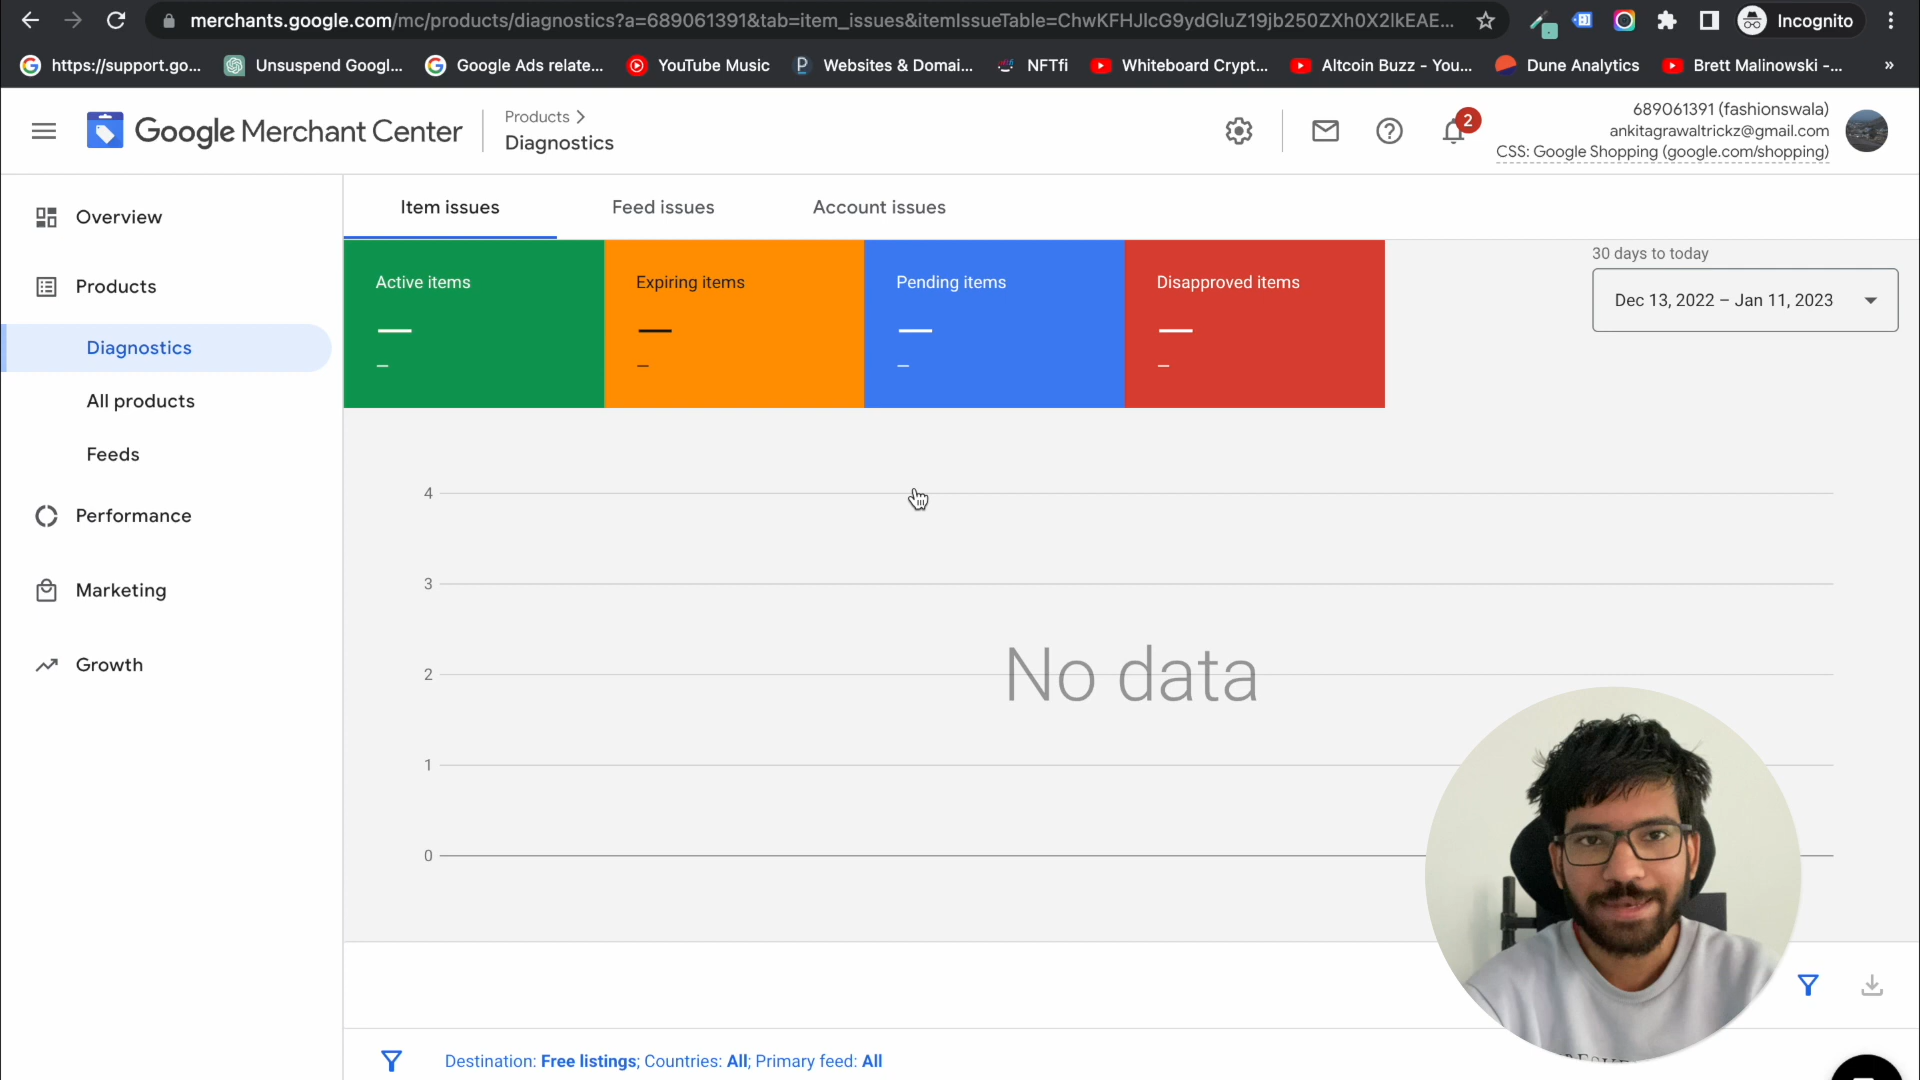 merchants.google.com/mc/products/diagnostics?a=689061391&tab=item_issues&itemIssueTable=ChwKFHJlcG9ydGluZ19jb250ZXh0X2lkEAE...
Incognito
https://support.go...
Unsuspend Googl...
Google Ads relate...
YouTube Music
Websites & Domai...
NFTfi
Whiteboard Crypt...
Altcoin Buzz - You...
Dune Analytics
Brett Malinowski -...
»
Google Merchant Center
Products
Diagnostics
2
689061391 (fashionswala)
ankitagrawaltrickz@gmail.com
CSS: Google Shopping (google.com/shopping)
Overview
Products
Diagnostics
All products
Feeds
Performance
Marketing
Growth
Item issues
Feed issues
Account issues
Active items
—
–
Expiring items
—
–
Pending items
—
–
Disapproved items
—
–
30 days to today
Dec 13, 2022 – Jan 11, 2023
4
3
2
1
0
No data
Destination: Free listings; Countries: All; Primary feed: All